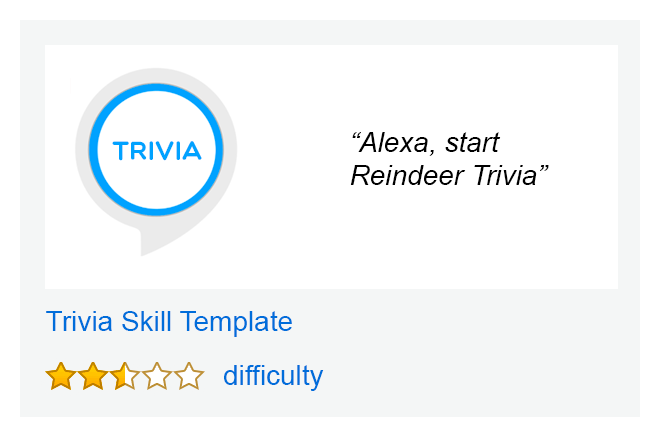 TRIVIA
“Alexa, start
Reindeer Trivia”
Trivia Skill Template
difficulty